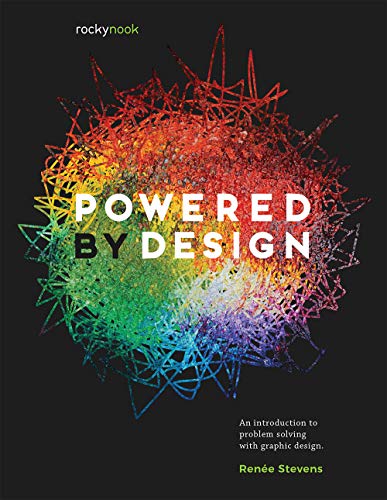 rockynook
POWERED
BY DESIGN
An introduction to
problem solving
with graphic design.
Renée Stevens